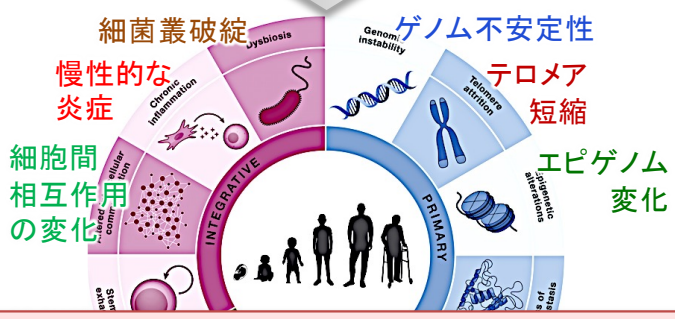 細菌叢破綻
Dysbiosis
ゲノム不安定性
Genomic
instability
慢性的な
炎症
Chronic
inflammation
テロメア
短縮
Telomere
attrition
細胞間
相互作用
の変化
エピゲノム
変化
Epigenetic
alterations
INTEGRATIVE
PRIMARY